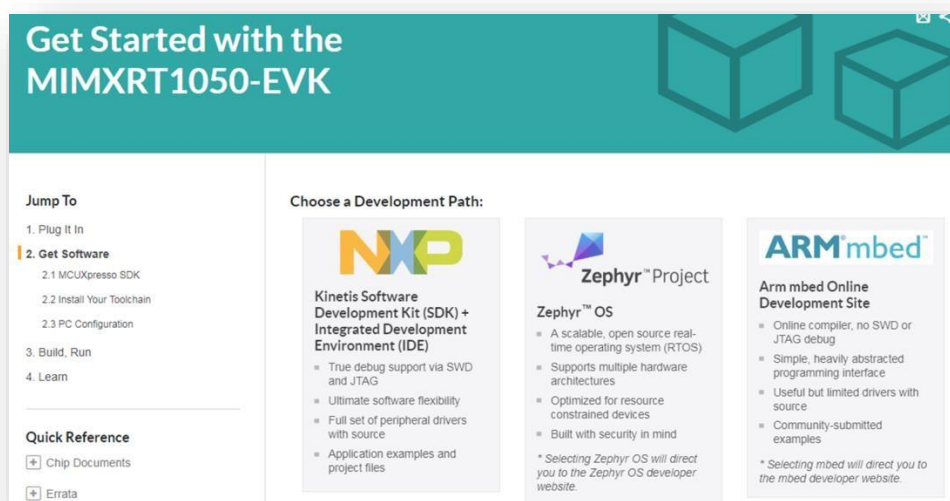 Get Started with the
MIMXRT1050-EVK
Jump To
1. Plug It In
2. Get Software
2.1 MCUXpresso SDK
2.2 Install Your Toolchain
2.3 PC Configuration
3. Build, Run
4. Learn
Quick Reference
Chip Documents
Errata
Choose a Development Path:
NXP
Kinetis Software
Development Kit (SDK) +
Integrated Development
Environment (IDE)
True debug support via SWD
and JTAG
Ultimate software flexibility
Full set of peripheral drivers
with source
Application examples and
project files
Zephyr™ Project
Zephyr™ OS
A scalable, open source real-
time operating system (RTOS)
Supports multiple hardware
architectures
Optimized for resource
constrained devices
Built with security in mind
* Selecting Zephyr OS will direct
you to the Zephyr OS developer
website.
ARM® mbed™
Arm mbed Online
Development Site
Online compiler, no SWD or
JTAG debug
Simple, heavily abstracted
programming interface
Useful but limited drivers with
source
Community-submitted
examples
* Selecting mbed will direct you to
the mbed developer website.